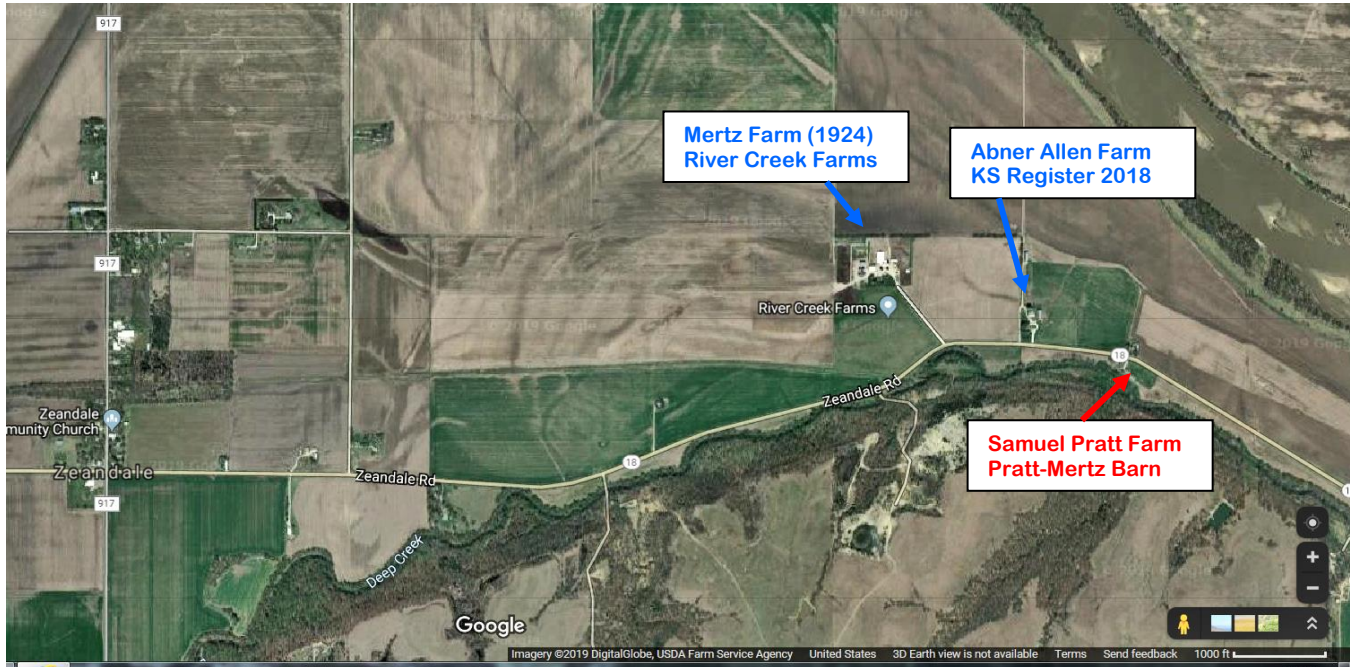 917
Mertz Farm (1924)
River Creek Farms
Abner Allen Farm
KS Register 2018
917
River Creek Farms
18
Zeandale Rd
Zeandale
munity Church
Samuel Pratt Farm
Pratt-Mertz Barn
18
Zeandale
Zeandale Rd
917
Deep Creek
Google
Imagery ©2019 DigitalGlobe, USDA Farm Service Agency United States 3D Earth view is not available Terms Send feedback 1000 ft